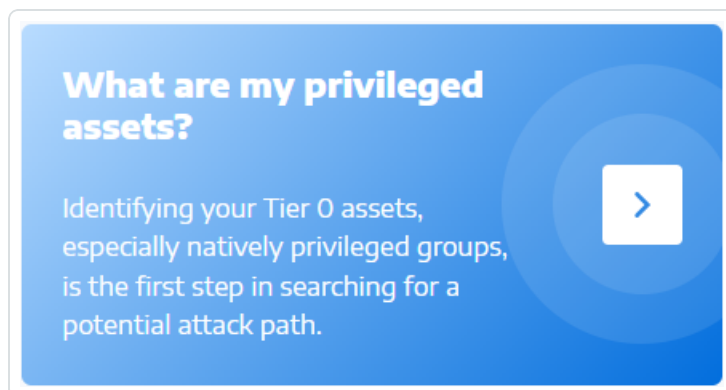 What are my privileged
assets?
Identifying your Tier 0 assets,
especially natively privileged groups,
is the first step in searching for a
potential attack path.